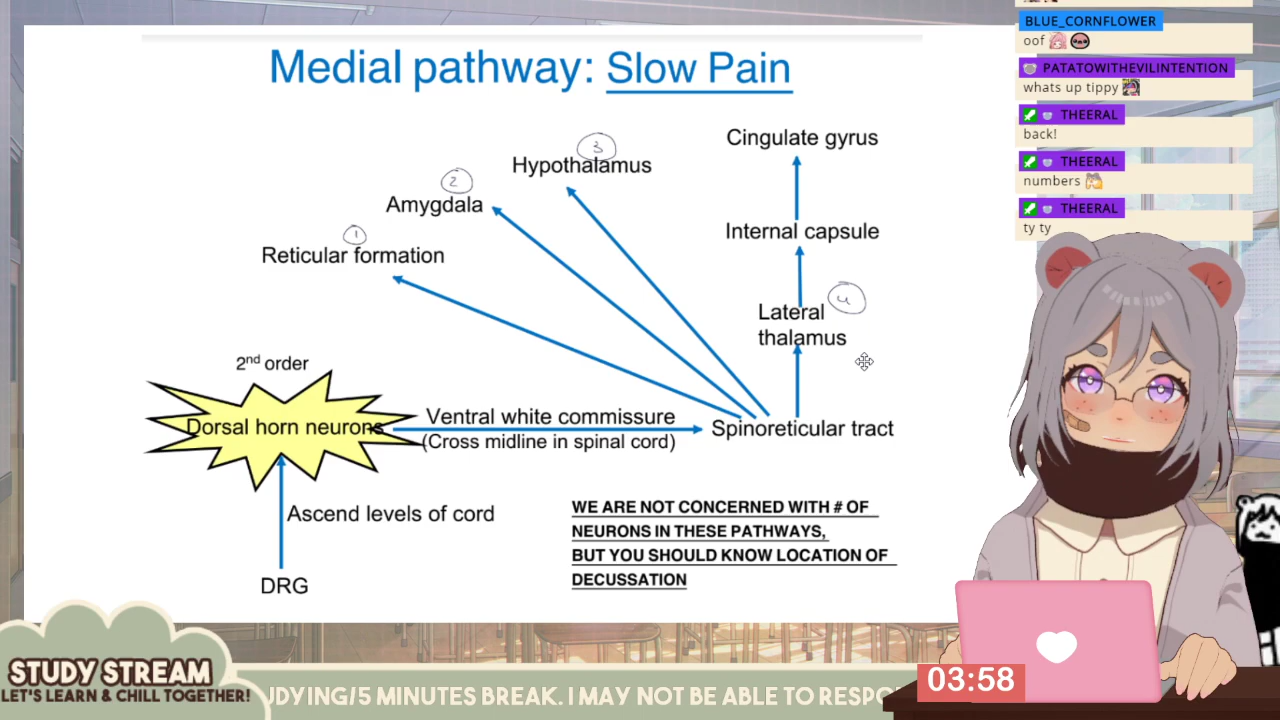 Medial pathway: Slow Pain
Cingulate gyrus
3
Hypothalamus
2
Amygdala
Internal capsule
1
Reticular formation
4
Lateral
thalamus
2nd order
Dorsal horn neurons
Ventral white commissure
(Cross midline in spinal cord)
Spinoreticular tract
Ascend levels of cord
DRG
WE ARE NOT CONCERNED WITH # OF
NEURONS IN THESE PATHWAYS,
BUT YOU SHOULD KNOW LOCATION OF
DECUSSATION
BLUE_CORNFLOWER
oof
PATATOWITHEVILINTENTION
whats up tippy
THEERAL
back!
THEERAL
numbers
THEERAL
ty ty
STUDY STREAM
LET'S LEARN & CHILL TOGETHER!
UDYING/5 MINUTES BREAK. I MAY NOT BE ABLE TO RESPO
03:58